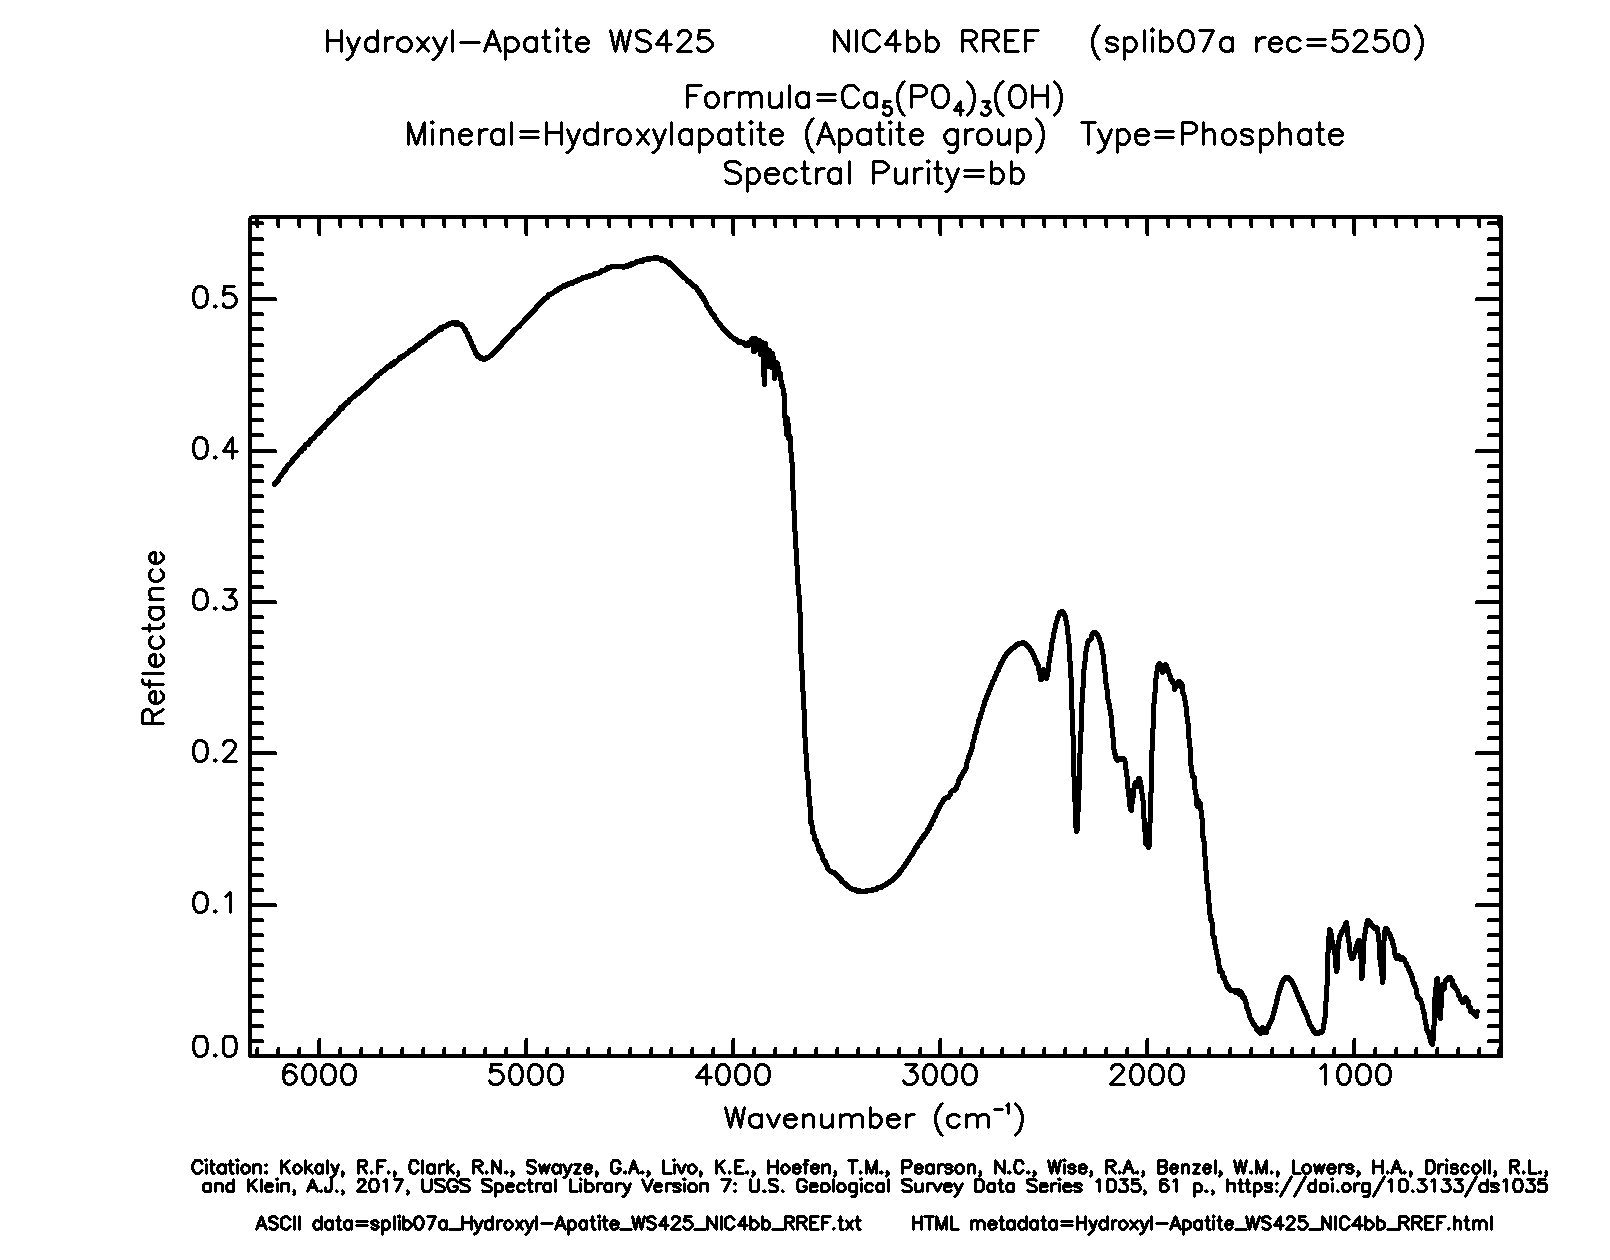 Hydroxyl-Apatite WS425 NIC4bb RREF (splib07a rec=5250)
Formula=Ca₅(PO₄)₃(OH)
Mineral=Hydroxylapatite (Apatite group) Type=Phosphate
Spectral Purity=bb
0.5
0.4
0.3
0.2
0.1
0.0
Reflectance
6000 5000 4000 3000 2000 1000
Wavenumber (cm⁻¹)
Citation: Kokaly, R.F., Clark, R.N., Swayze, G.A., Livo, K.E., Hoefen, T.M., Pearson, N.C., Wise, R.A., Benzel, W.M., Lowers, H.A., Driscoll, R.L.,
and Klein, A.J., 2017, USGS Spectral Library Version 7: U.S. Geological Survey Data Series 1035, 61 p., https://doi.org/10.3133/ds1035
ASCII data=splib07a_Hydroxyl-Apatite_WS425_NIC4bb_RREF.txt HTML metadata=Hydroxyl-Apatite_WS425_NIC4bb_RREF.html